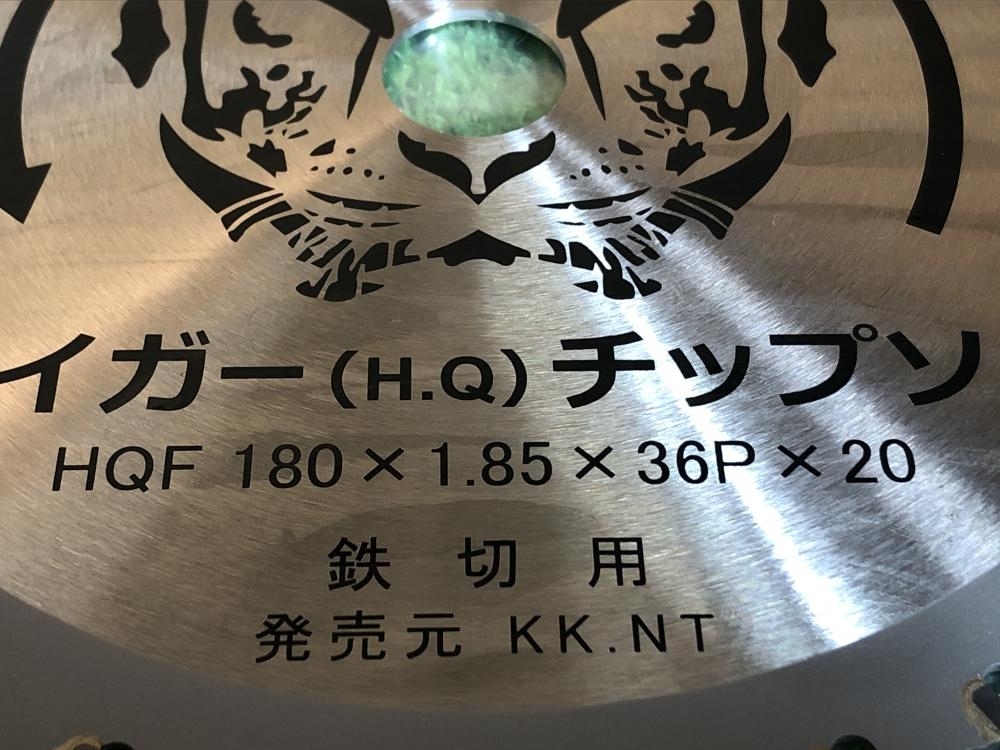 イガー(H.Q)チップソ
HQF 180×1.85×36P×20
鉄切用
発売元 KK.NT